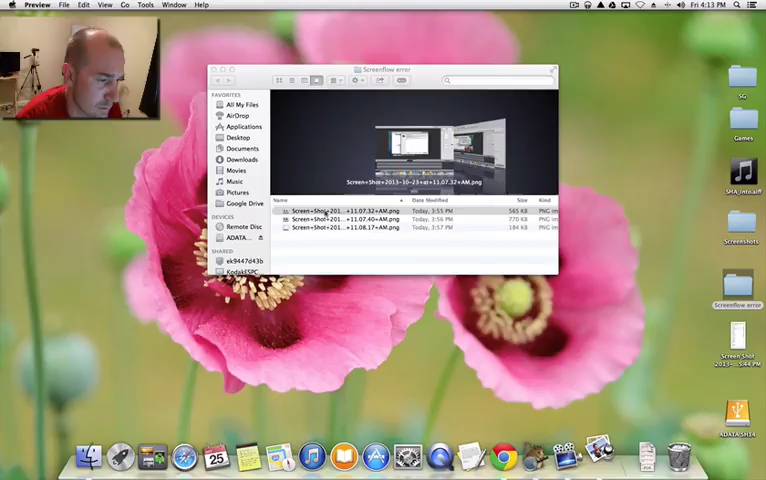 Preview File Edit View Go Tools Window Help
Fri 4:13 PM
Screenflow error
FAVORITES
All My Files
AirDrop
Applications
Desktop
Documents
Downloads
Movies
Music
Pictures
Google Drive
DEVICES
Remote Disc
ADATA...
SHARED
ek9447d43b
KodakESPC...
Screen+Shot+2013-10-25+at+11.07.32+AM.png
Name Date Modified Size Kind
Screen+Shot+201...+11.07.32+AM.png Today, 3:55 PM 565 KB PNG im
Screen+Shot+201...+11.07.40+AM.png Today, 3:56 PM 770 KB PNG im
Screen+Shot+201...+11.08.17+AM.png Today, 3:57 PM 184 KB PNG im
SG
Games
SHA_Into.aiff
Screenshots
Screenflow error
Screen Shot
2013-...5.44 PM
ADATA SH14
25